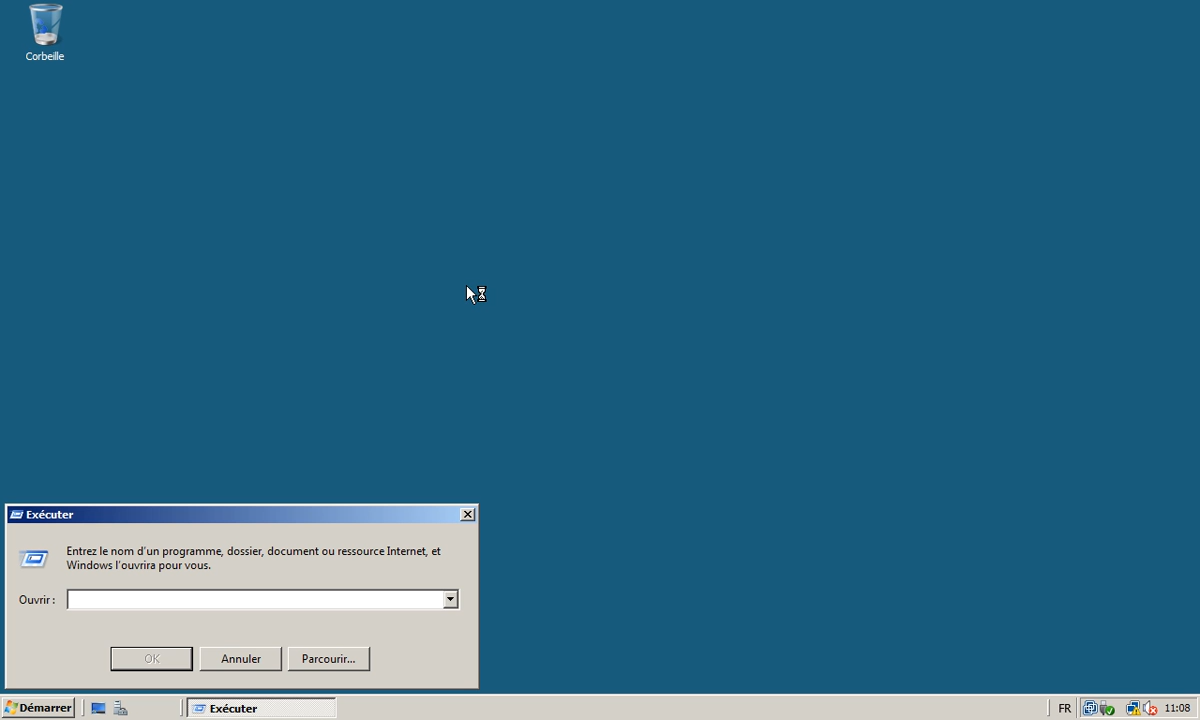 Corbeille
Exécuter
Entrez le nom d'un programme, dossier, document ou ressource Internet, et
Windows l'ouvrira pour vous.
Ouvrir :
OK
Annuler
Parcourir...
Démarrer
Exécuter
FR
11:08